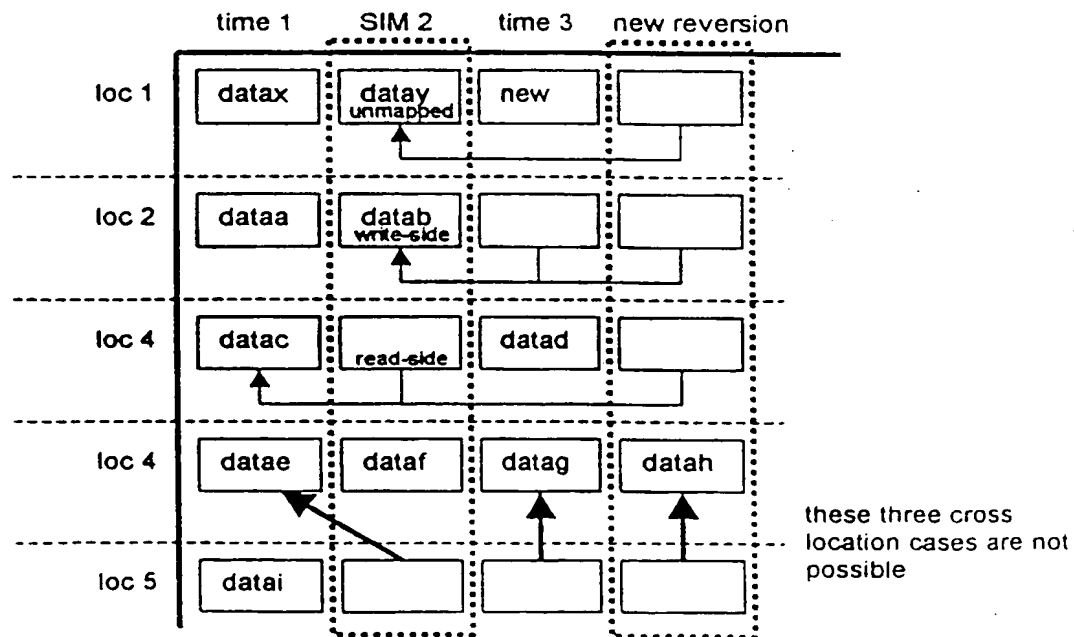 time 1 SIM 2 time 3 new reversion
loc 1 datax datay new
unmapped
loc 2 dataa datab
write-side
loc 4 datac datad
read-side
loc 4 datae dataf datag datah
these three cross
location cases are not
possible
loc 5 datai